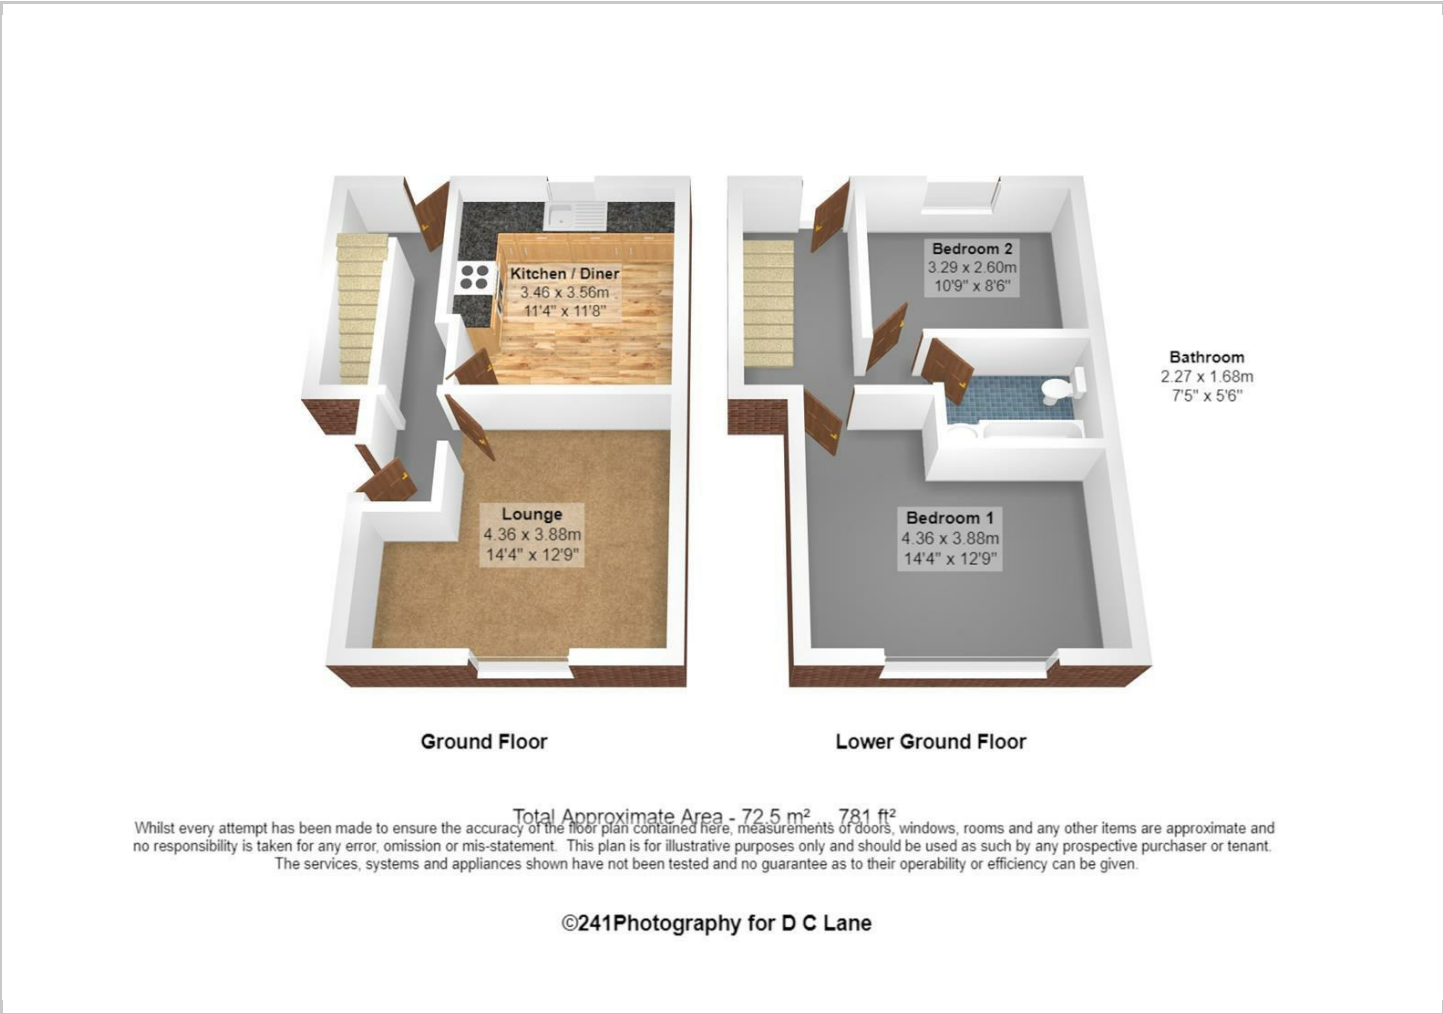 Kitchen / Diner
3.46 x 3.56m
11'4" x 11'8"
Lounge
4.36 x 3.88m
14'4" x 12'9"
Bedroom 2
3.29 x 2.60m
10'9" x 8'6"
Bathroom
2.27 x 1.68m
7'5" x 5'6"
Bedroom 1
4.36 x 3.88m
14'4" x 12'9"
Ground Floor
Lower Ground Floor
Total Approximate Area - 72.5 m² ... 781 ft²
Whilst every attempt has been made to ensure the accuracy of the floor plan contained here, measurements of doors, windows, rooms and any other items are approximate and
no responsibility is taken for any error, omission or mis-statement. This plan is for illustrative purposes only and should be used as such by any prospective purchaser or tenant.
The services, systems and appliances shown have not been tested and no guarantee as to their operability or efficiency can be given.
©241Photography for D C Lane